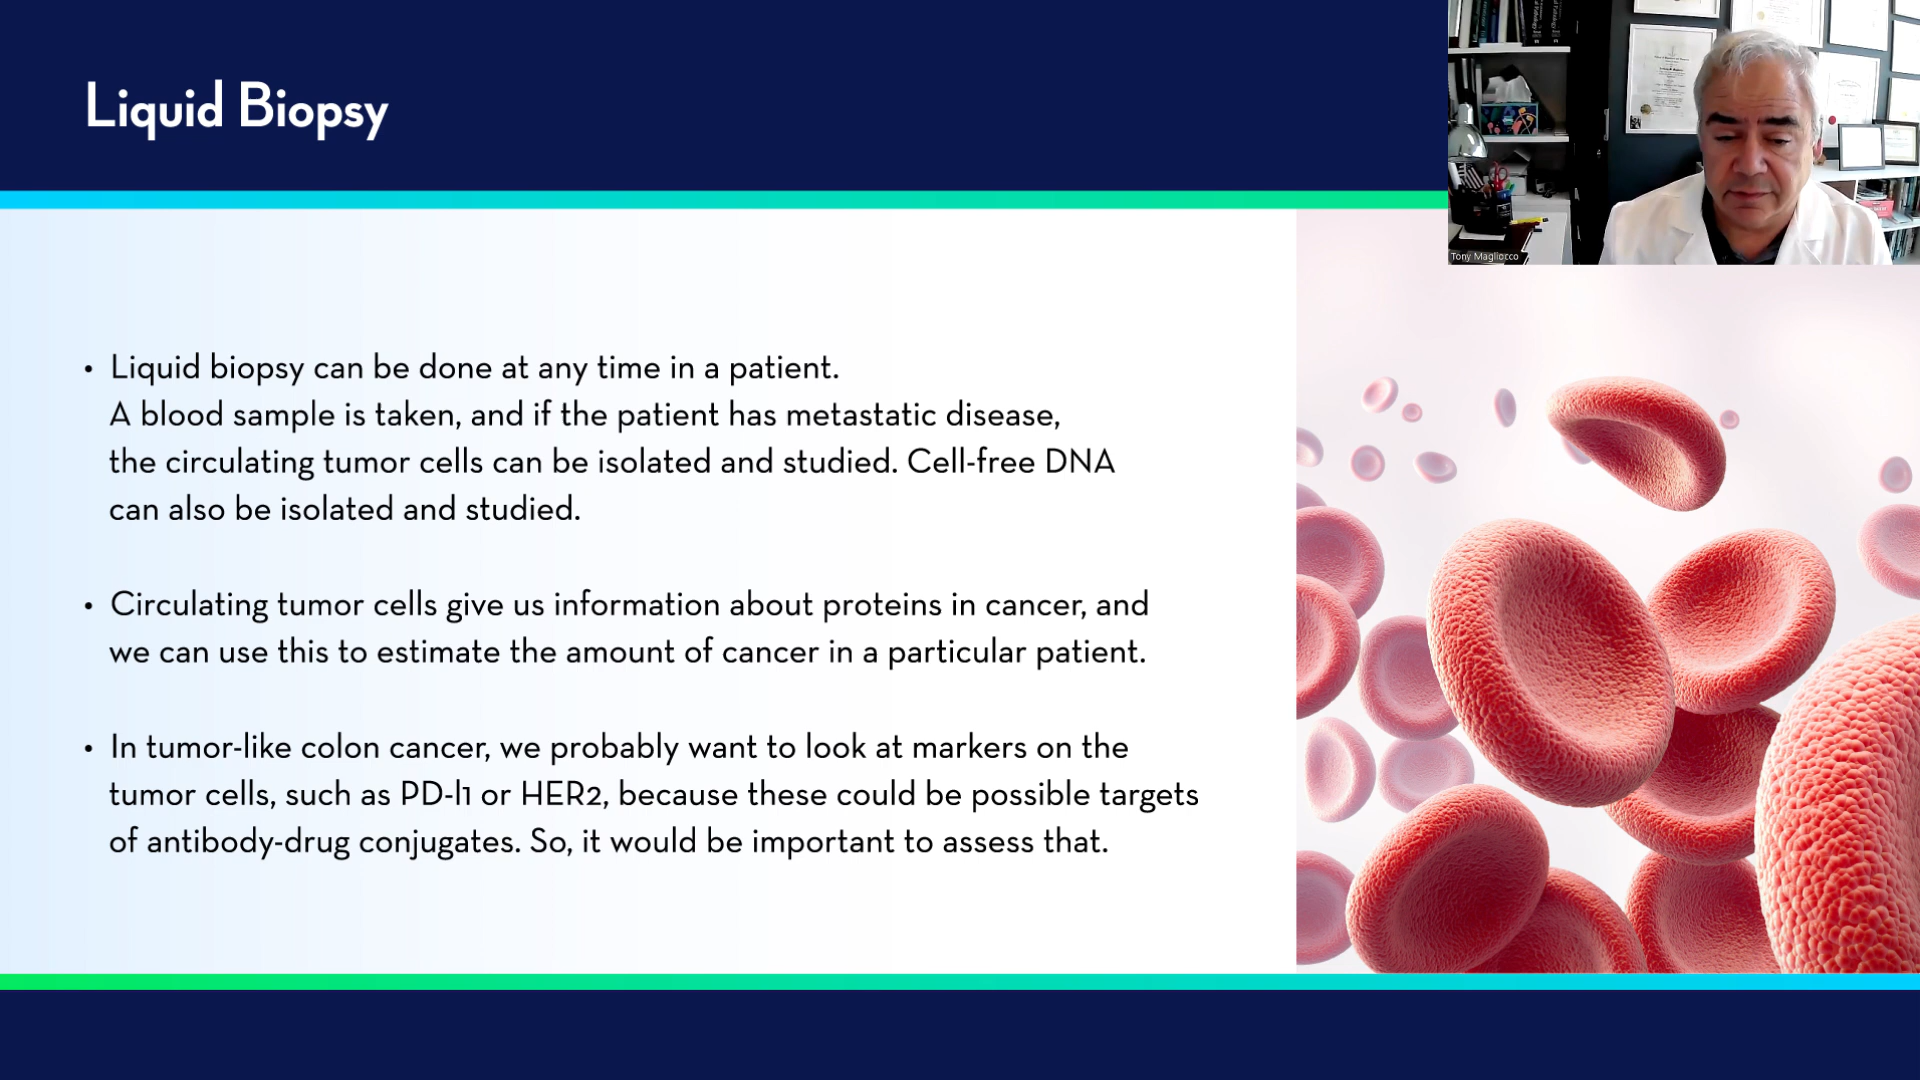 Liquid Biopsy
Tony Magliocco
• Liquid biopsy can be done at any time in a patient.
A blood sample is taken, and if the patient has metastatic disease,
the circulating tumor cells can be isolated and studied. Cell-free DNA
can also be isolated and studied.
• Circulating tumor cells give us information about proteins in cancer, and
we can use this to estimate the amount of cancer in a particular patient.
• In tumor-like colon cancer, we probably want to look at markers on the
tumor cells, such as PD-l1 or HER2, because these could be possible targets
of antibody-drug conjugates. So, it would be important to assess that.